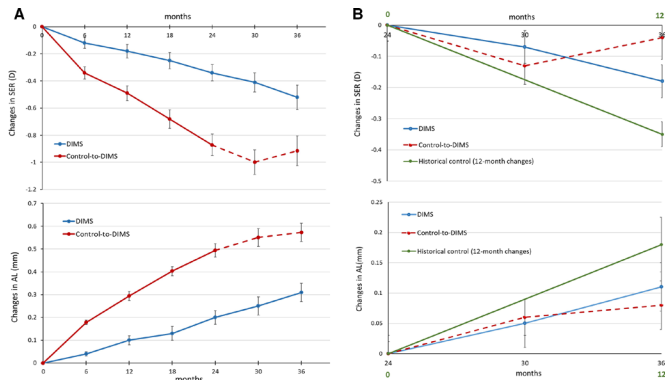 A
months
0 6 12 18 24 30 36
0
-0.2
-0.4
-0.6
-0.8
-1
-1.2
Changes in SER (D)
DIMS
Control-to-DIMS
0.7
0.6
0.5
0.4
0.3
0.2
0.1
0.0
Changes in AL (mm)
DIMS
Control-to-DIMS
0 6 12 18 24 30 36
months
B
months
0 12
24 30 36
0
-0.1
-0.2
-0.3
-0.4
-0.5
Changes in SER (D)
DIMS
Control-to-DIMS
Historical control (12-month changes)
0.25
0.2
0.15
0.1
0.05
0
Changes in AL/mm)
DIMS
Control-to-DIMS
Historical control (12-month changes)
24 30 36
0 months 12